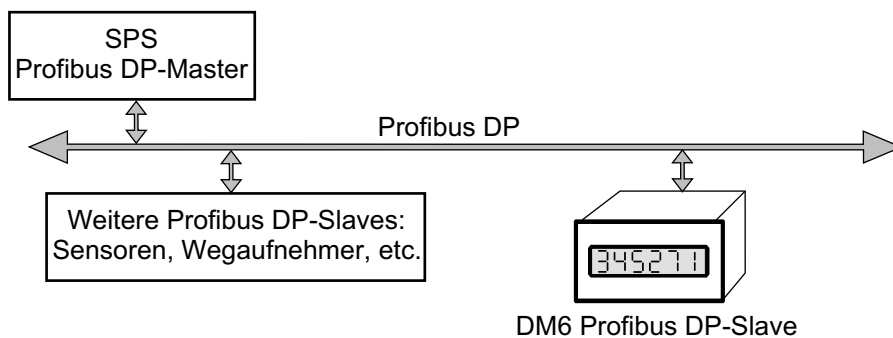 SPS
Profibus DP-Master
Profibus DP
Weitere Profibus DP-Slaves:
Sensoren, Wegaufnehmer, etc.
345271
DM6 Profibus DP-Slave